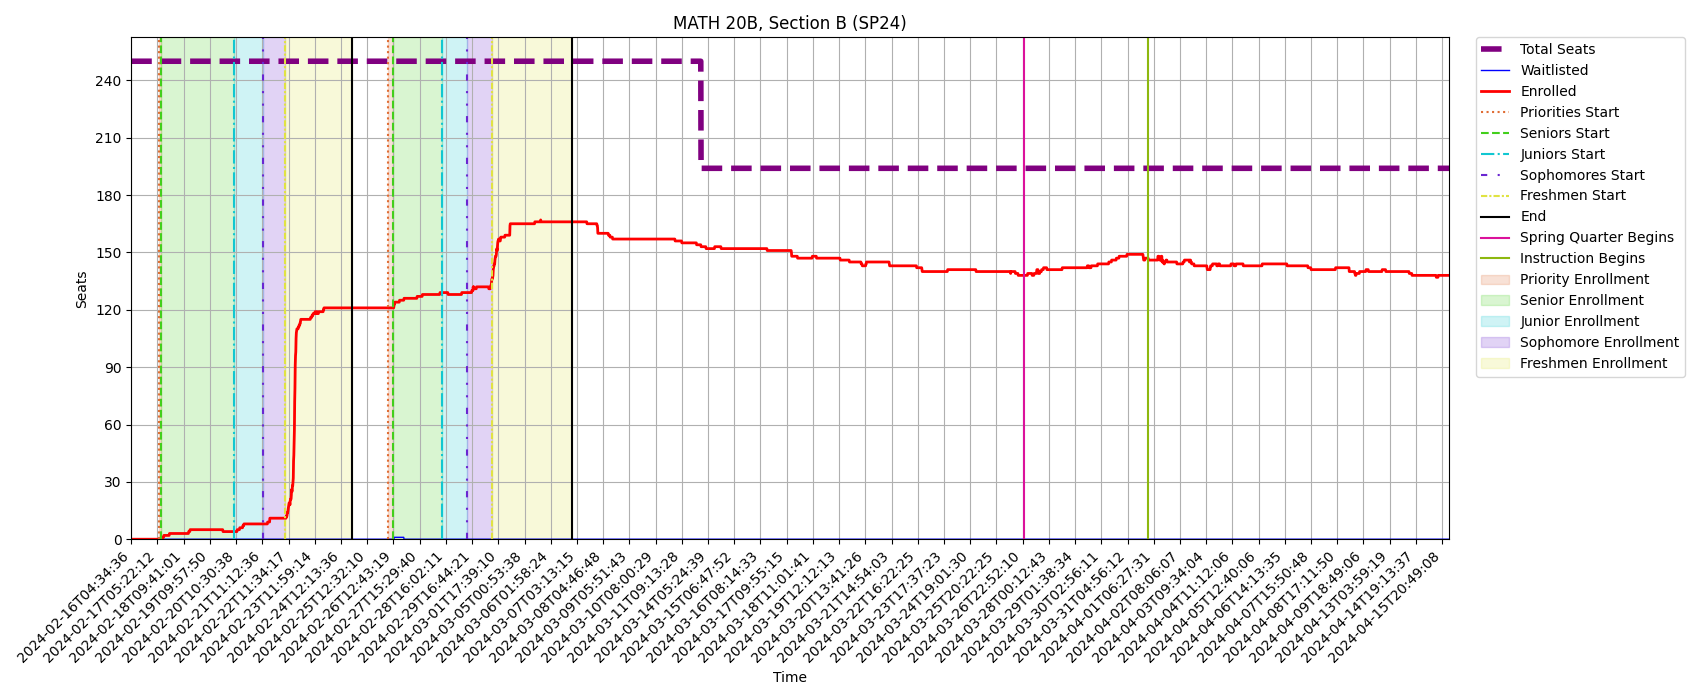 MATH 20B, Section B (SP24)
Seats
240
210
180
150
120
90
60
30
0
2024-02-16T04:34:36
2024-02-17T05:22:12
2024-02-18T09:41:01
2024-02-19T09:57:50
2024-02-20T10:30:38
2024-02-21T11:12:36
2024-02-22T11:34:17
2024-02-23T11:59:14
2024-02-24T12:13:36
2024-02-25T12:32:10
2024-02-26T12:43:19
2024-02-27T15:29:40
2024-02-28T16:02:11
2024-02-29T16:44:21
2024-03-01T17:39:10
2024-03-05T00:53:38
2024-03-06T01:58:24
2024-03-07T03:13:15
2024-03-08T04:46:48
2024-03-09T05:51:43
2024-03-10T08:00:29
2024-03-11T09:13:28
2024-03-14T05:24:39
2024-03-15T06:47:52
2024-03-16T08:14:33
2024-03-17T09:55:15
2024-03-18T11:01:41
2024-03-19T12:12:13
2024-03-20T13:41:26
2024-03-21T14:54:03
2024-03-22T16:22:25
2024-03-23T17:37:23
2024-03-24T19:01:30
2024-03-25T20:22:25
2024-03-26T22:52:10
2024-03-28T00:12:43
2024-03-29T01:38:34
2024-03-30T02:56:11
2024-03-31T04:56:12
2024-04-01T06:27:31
2024-04-02T08:06:07
2024-04-03T09:34:04
2024-04-04T11:12:06
2024-04-05T12:40:06
2024-04-06T14:13:35
2024-04-07T15:50:48
2024-04-08T17:11:50
2024-04-09T18:49:06
2024-04-13T03:59:19
2024-04-14T19:13:37
2024-04-15T20:49:08
Time
Total Seats
Waitlisted
Enrolled
Priorities Start
Seniors Start
Juniors Start
Sophomores Start
Freshmen Start
End
Spring Quarter Begins
Instruction Begins
Priority Enrollment
Senior Enrollment
Junior Enrollment
Sophomore Enrollment
Freshmen Enrollment